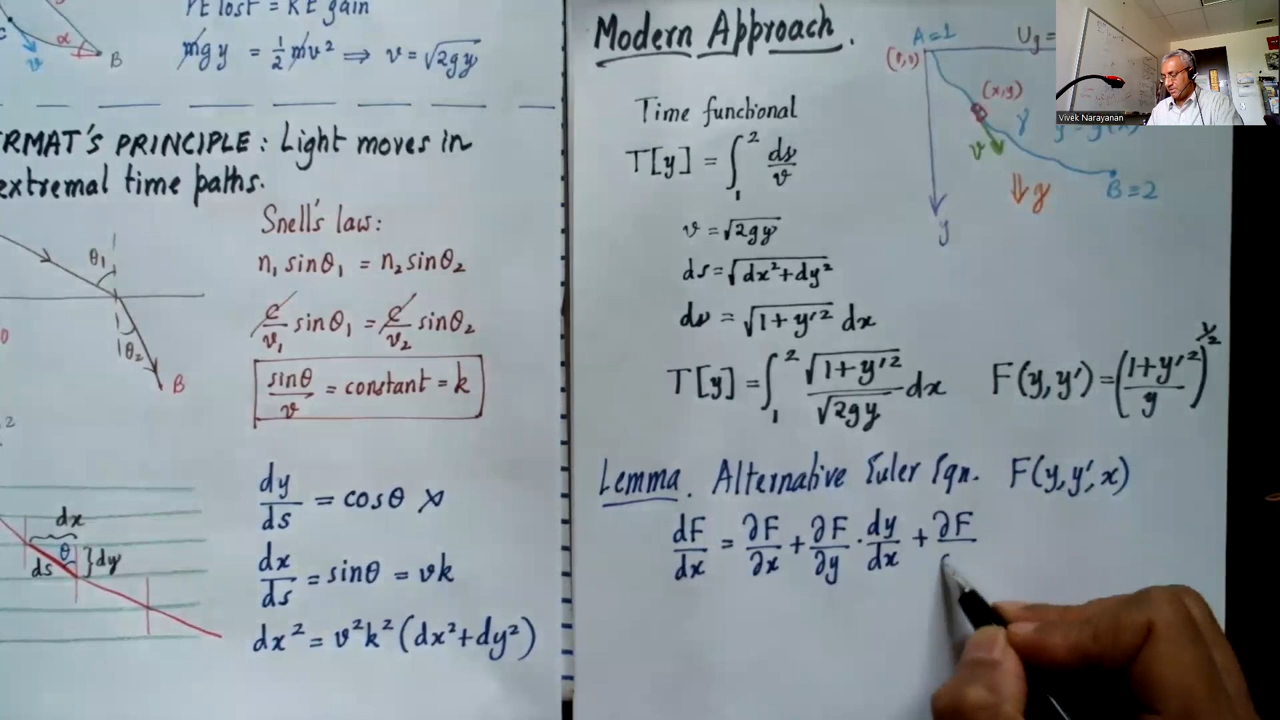 PE lost = KE gain
mgy = 1/2 mv² ⟹ v = √2gy
C
α
v
B
RMAT'S PRINCIPLE: Light moves in
extremal time paths.
Snell's law:
θ₁
n₁ sinθ₁ = n₂ sinθ₂
c/v₁ sinθ₁ = c/v₂ sinθ₂
θ₂
B
sinθ/v = constant = k
dy/ds = cosθ
dx
θ
ds
dy
dx/ds = sinθ = vk
dx² = v²k²(dx²+dy²)
Modern Approach.
A=1
Ug =
(0,0)
(x,y)
Vivek Narayanan
γ
v
g
B=2
y
Time functional
T[y] = ∫₁² ds/v
v = √2gy
ds = √dx²+dy²
ds = √1+y'² dx
T[y] = ∫₁² √1+y'²/√2gy dx F(y,y') = (1+y'²/y)^1/2
Lemma. Alternative Euler Eqn. F(y,y',x)
dF/dx = ∂F/∂x + ∂F/∂y · dy/dx + ∂F